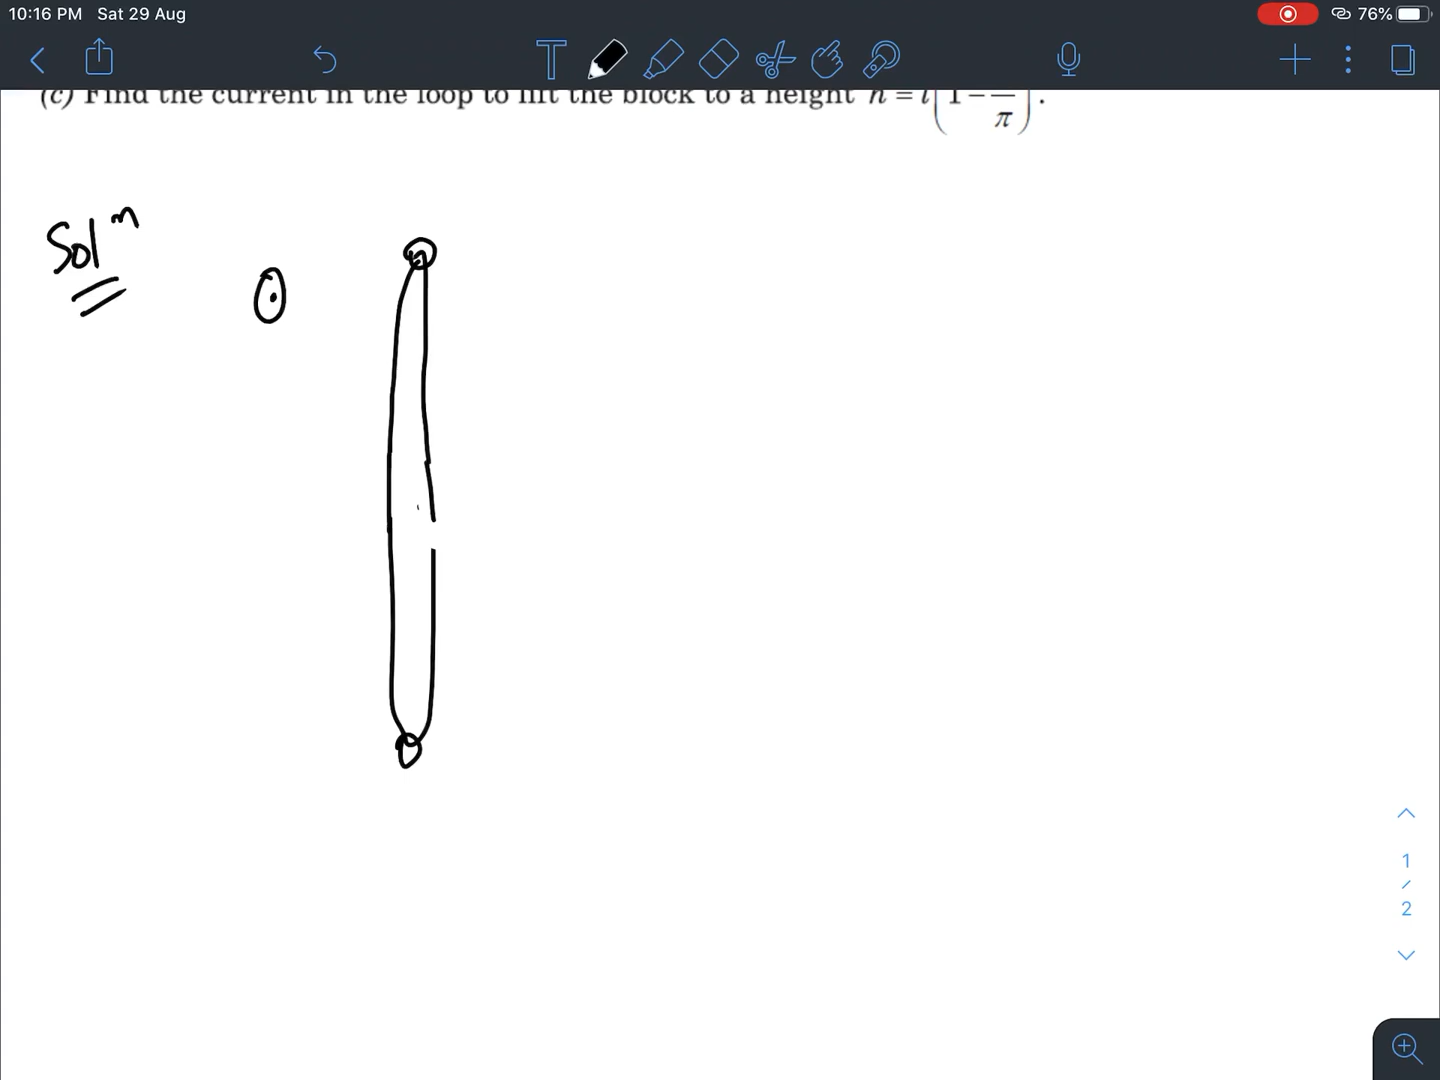 10:16 PM Sat 29 Aug 76%
T
(c) Find the current in the loop to lift the block to a height h = l(1 − — π).
Solⁿ
1
/
2